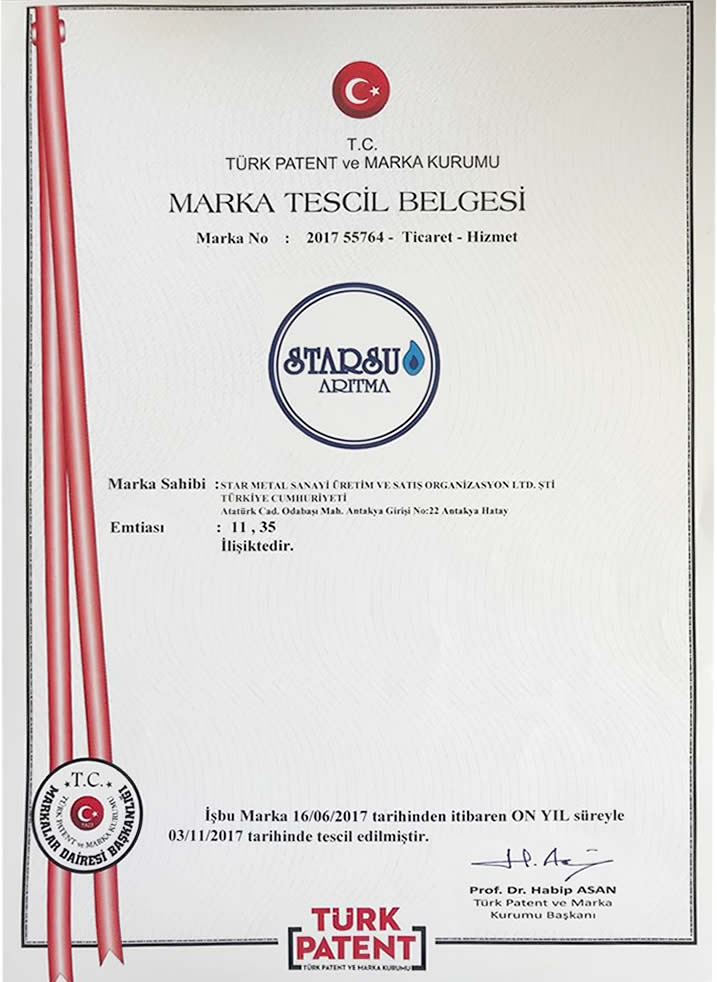 T.C.
TÜRK PATENT ve MARKA KURUMU
MARKA TESCİL BELGESİ
Marka No : 2017 55764 - Ticaret - Hizmet
STARSU
ARITMA
Marka Sahibi : STAR METAL SANAYİ ÜRETİM VE SATIŞ ORGANİZASYON LTD. ŞTİ
TÜRKİYE CUMHURİYETİ
Atatürk Cad. Odabaşı Mah. Antakya Girişi No:22 Antakya Hatay
Emtiası : 11 , 35
İlişiktedir.
T.C.
TÜRK PATENT ve MARKA KURUMU
MARKALAR DAİRESİ BAŞKANLIĞI
İşbu Marka 16/06/2017 tarihinden itibaren ON YIL süreyle
03/11/2017 tarihinde tescil edilmiştir.
Prof. Dr. Habip ASAN
Türk Patent ve Marka
Kurumu Başkanı
TÜRK
PATENT
TÜRK PATENT VE MARKA KURUMU